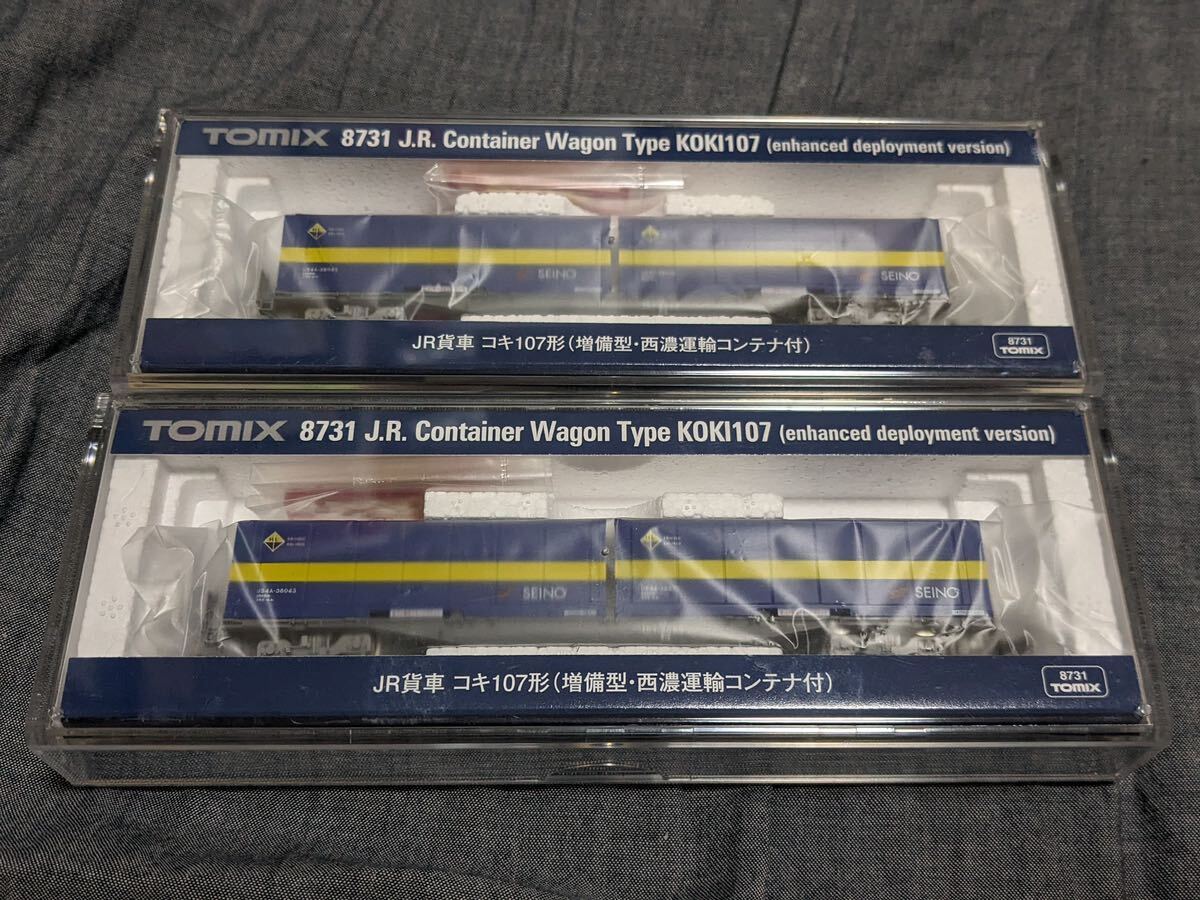 TOMIX 8731 J.R. Container Wagon Type KOKI107 (enhanced deployment version)
SEINO
SEINO
JR貨車 コキ107形(増備型・西濃運輸コンテナ付)
8731
TOMIX
TOMIX 8731 J.R. Container Wagon Type KOKI107 (enhanced deployment version)
U54A-38043
SEINO
SEINO
JR貨車 コキ107形(増備型・西濃運輸コンテナ付)
8731
TOMIX